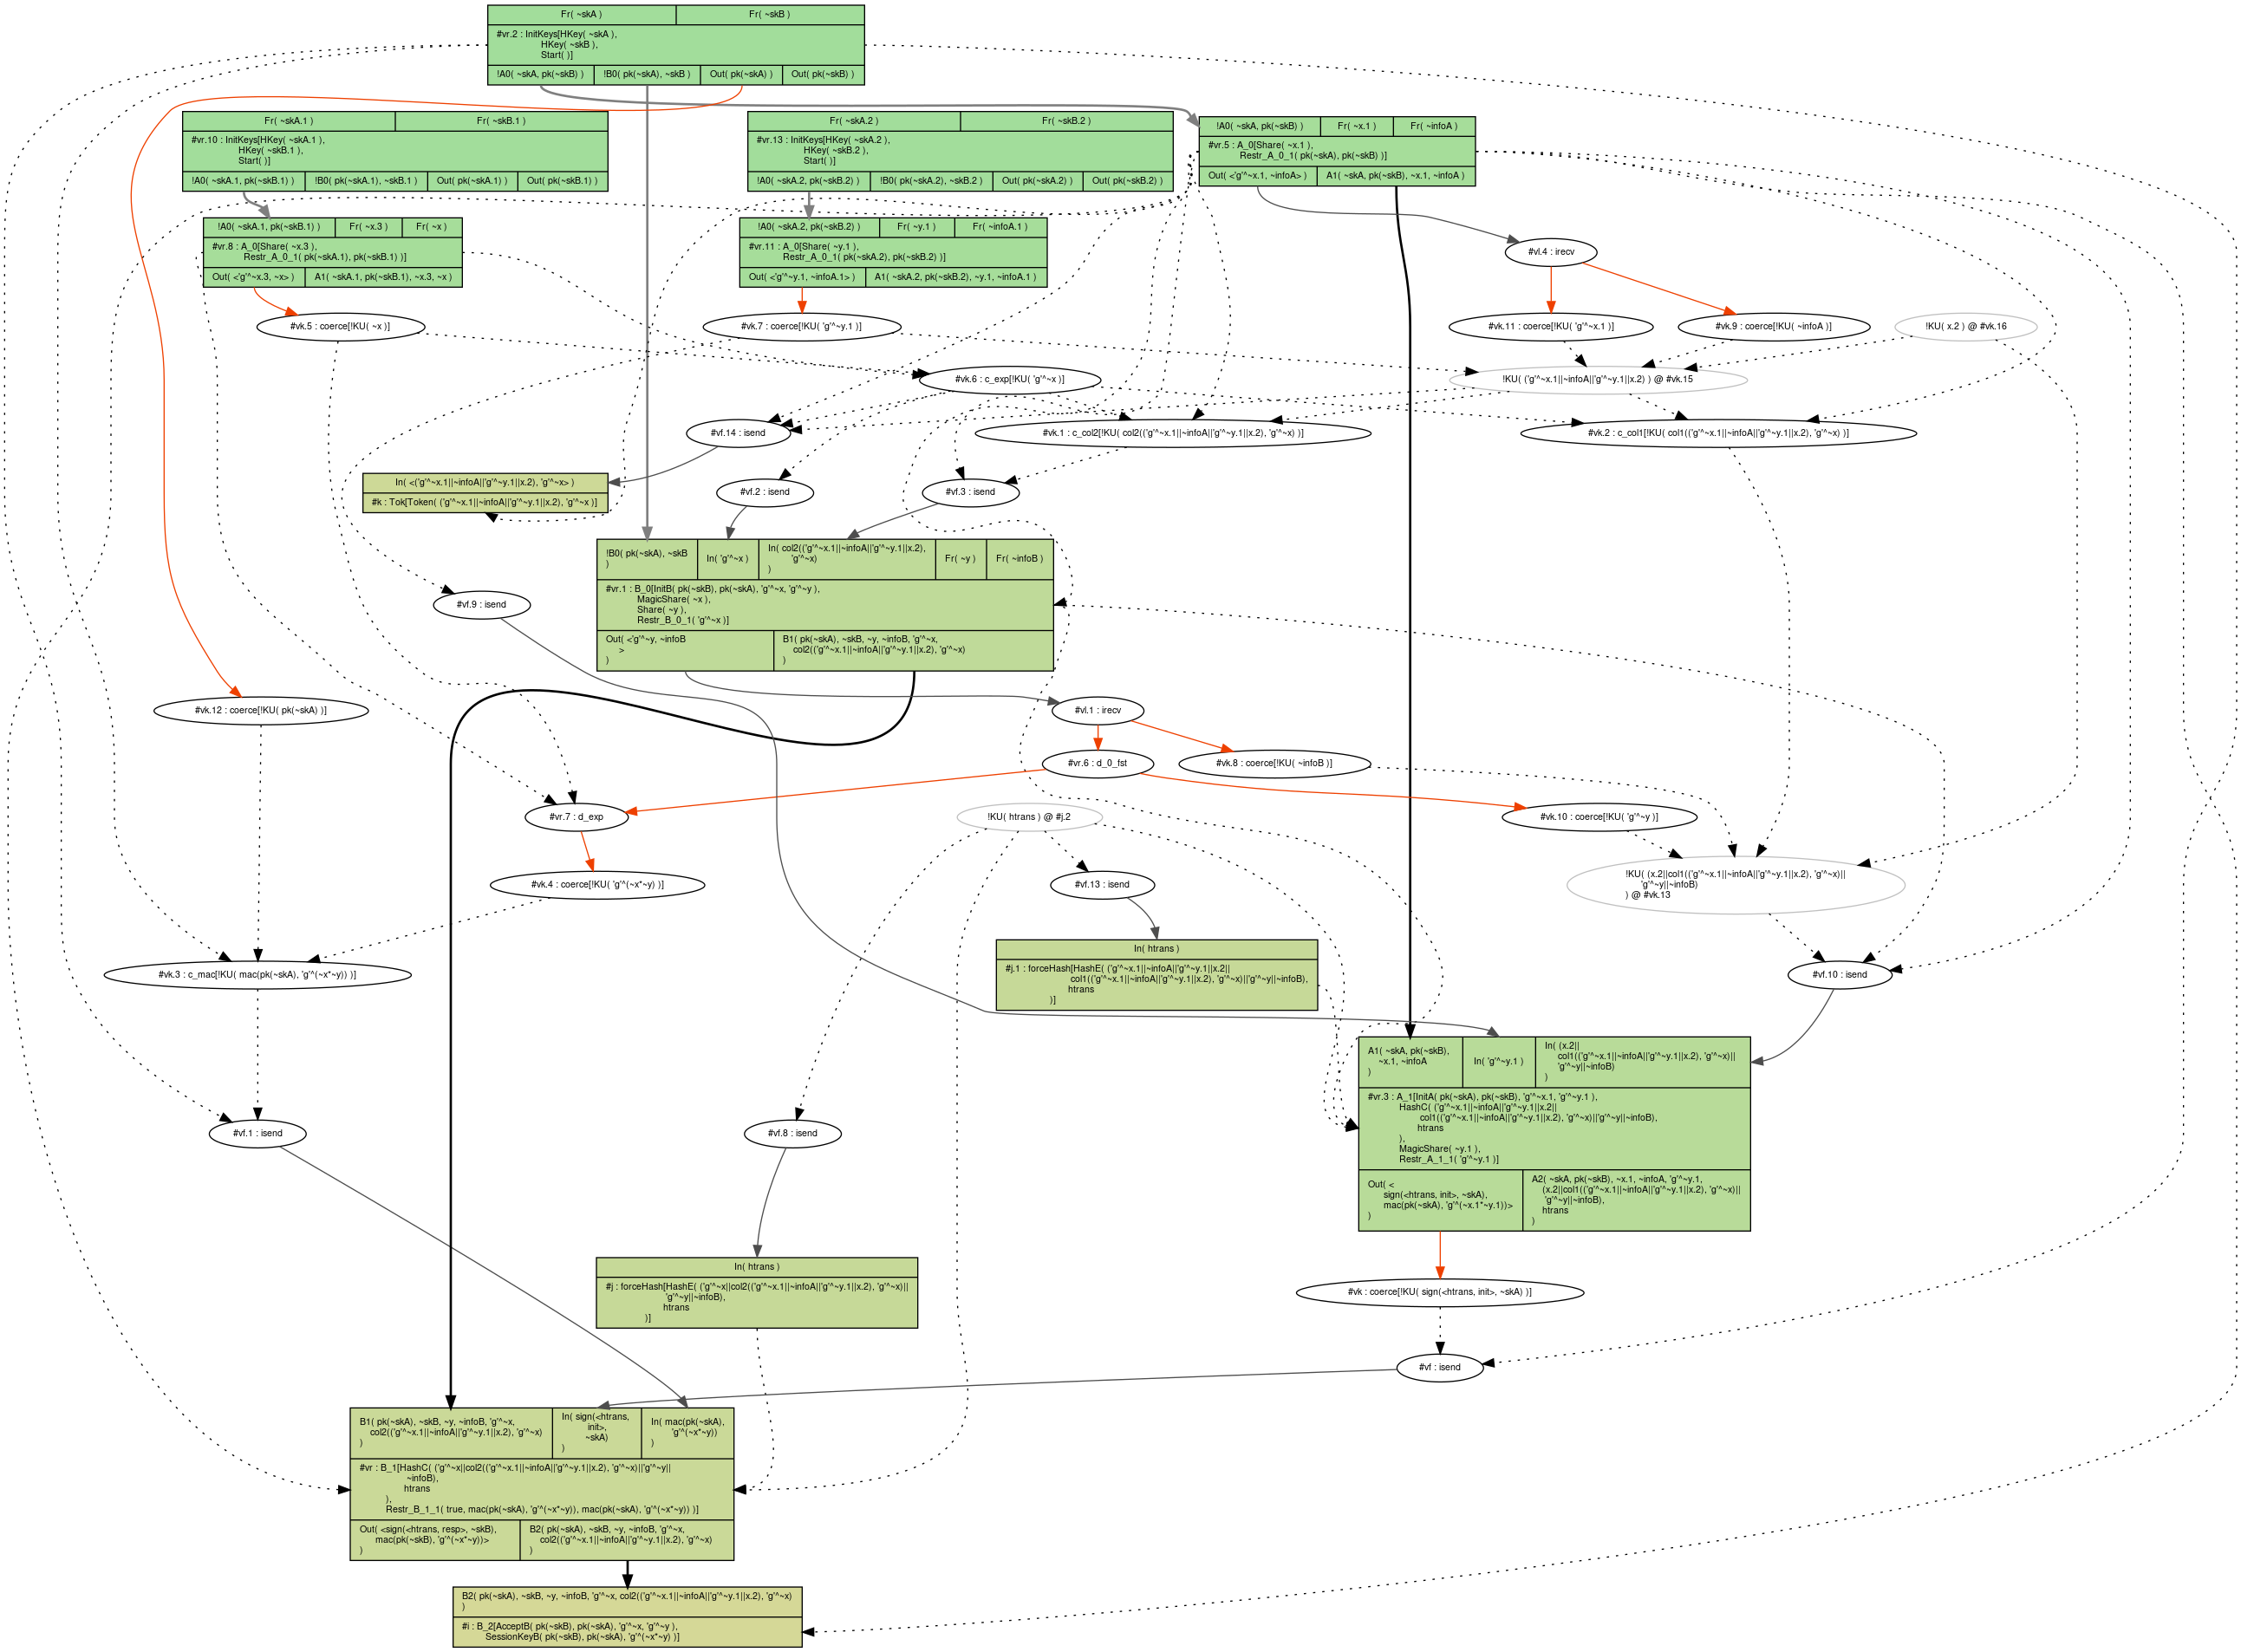 Fr( ~skA )
Fr( ~skB )
#vr.2 : InitKeys[HKey( ~skA ),
HKey( ~skB ),
Start( )]
!A0( ~skA, pk(~skB) )
!B0( pk(~skA), ~skB )
Out( pk(~skA) )
Out( pk(~skB) )
Fr( ~skA.1 )
Fr( ~skB.1 )
#vr.10 : InitKeys[HKey( ~skA.1 ),
HKey( ~skB.1 ),
Start( )]
!A0( ~skA.1, pk(~skB.1) )
!B0( pk(~skA.1), ~skB.1 )
Out( pk(~skA.1) )
Out( pk(~skB.1) )
Fr( ~skA.2 )
Fr( ~skB.2 )
#vr.13 : InitKeys[HKey( ~skA.2 ),
HKey( ~skB.2 ),
Start( )]
!A0( ~skA.2, pk(~skB.2) )
!B0( pk(~skA.2), ~skB.2 )
Out( pk(~skA.2) )
Out( pk(~skB.2) )
!A0( ~skA, pk(~skB) )
Fr( ~x.1 )
Fr( ~infoA )
#vr.5 : A_0[Share( ~x.1 ),
Restr_A_0_1( pk(~skA), pk(~skB) )]
Out( <'g'^~x.1, ~infoA> )
A1( ~skA, pk(~skB), ~x.1, ~infoA )
!A0( ~skA.1, pk(~skB.1) )
Fr( ~x.3 )
Fr( ~x )
#vr.8 : A_0[Share( ~x.3 ),
Restr_A_0_1( pk(~skA.1), pk(~skB.1) )]
Out( <'g'^~x.3, ~x> )
A1( ~skA.1, pk(~skB.1), ~x.3, ~x )
!A0( ~skA.2, pk(~skB.2) )
Fr( ~y.1 )
Fr( ~infoA.1 )
#vr.11 : A_0[Share( ~y.1 ),
Restr_A_0_1( pk(~skA.2), pk(~skB.2) )]
Out( <'g'^~y.1, ~infoA.1> )
A1( ~skA.2, pk(~skB.2), ~y.1, ~infoA.1 )
#vl.4 : irecv
#vk.5 : coerce[!KU( ~x )]
#vk.7 : coerce[!KU( 'g'^~y.1 )]
#vk.11 : coerce[!KU( 'g'^~x.1 )]
#vk.9 : coerce[!KU( ~infoA )]
!KU( x.2 ) @ #vk.16
#vk.6 : c_exp[!KU( 'g'^~x )]
!KU( ('g'^~x.1||~infoA||'g'^~y.1||x.2) ) @ #vk.15
#vf.14 : isend
#vk.1 : c_col2[!KU( col2(('g'^~x.1||~infoA||'g'^~y.1||x.2), 'g'^~x) )]
#vk.2 : c_col1[!KU( col1(('g'^~x.1||~infoA||'g'^~y.1||x.2), 'g'^~x) )]
In( <('g'^~x.1||~infoA||'g'^~y.1||x.2), 'g'^~x> )
#k : Tok[Token( ('g'^~x.1||~infoA||'g'^~y.1||x.2), 'g'^~x )]
#vf.2 : isend
#vf.3 : isend
!B0( pk(~skA), ~skB
)
In( 'g'^~x )
In( col2(('g'^~x.1||~infoA||'g'^~y.1||x.2),
'g'^~x)
)
Fr( ~y )
Fr( ~infoB )
#vr.1 : B_0[InitB( pk(~skB), pk(~skA), 'g'^~x, 'g'^~y ),
MagicShare( ~x ),
Share( ~y ),
Restr_B_0_1( 'g'^~x )]
Out( <'g'^~y, ~infoB
>
)
B1( pk(~skA), ~skB, ~y, ~infoB, 'g'^~x,
col2(('g'^~x.1||~infoA||'g'^~y.1||x.2), 'g'^~x)
)
#vf.9 : isend
#vk.12 : coerce[!KU( pk(~skA) )]
#vl.1 : irecv
#vr.6 : d_0_fst
#vk.8 : coerce[!KU( ~infoB )]
#vr.7 : d_exp
!KU( htrans ) @ #j.2
#vk.10 : coerce[!KU( 'g'^~y )]
#vk.4 : coerce[!KU( 'g'^(~x*~y) )]
#vf.13 : isend
!KU( (x.2||col1(('g'^~x.1||~infoA||'g'^~y.1||x.2), 'g'^~x)||
'g'^~y||~infoB)
) @ #vk.13
#vk.3 : c_mac[!KU( mac(pk(~skA), 'g'^(~x*~y)) )]
In( htrans )
#j.1 : forceHash[HashE( ('g'^~x.1||~infoA||'g'^~y.1||x.2||
col1(('g'^~x.1||~infoA||'g'^~y.1||x.2), 'g'^~x)||'g'^~y||~infoB),
htrans
)]
#vf.10 : isend
A1( ~skA, pk(~skB),
~x.1, ~infoA
)
In( 'g'^~y.1 )
In( (x.2||
col1(('g'^~x.1||~infoA||'g'^~y.1||x.2), 'g'^~x)||
'g'^~y||~infoB)
)
#vr.3 : A_1[InitA( pk(~skA), pk(~skB), 'g'^~x.1, 'g'^~y.1 ),
HashC( ('g'^~x.1||~infoA||'g'^~y.1||x.2||
col1(('g'^~x.1||~infoA||'g'^~y.1||x.2), 'g'^~x)||'g'^~y||~infoB),
htrans
),
MagicShare( ~y.1 ),
Restr_A_1_1( 'g'^~y.1 )]
Out( <
sign(<htrans, init>, ~skA),
mac(pk(~skA), 'g'^(~x.1*~y.1))>
)
A2( ~skA, pk(~skB), ~x.1, ~infoA, 'g'^~y.1,
(x.2||col1(('g'^~x.1||~infoA||'g'^~y.1||x.2), 'g'^~x)||
'g'^~y||~infoB),
htrans
)
#vf.1 : isend
#vf.8 : isend
In( htrans )
#j : forceHash[HashE( ('g'^~x||col2(('g'^~x.1||~infoA||'g'^~y.1||x.2), 'g'^~x)||
'g'^~y||~infoB),
htrans
)]
#vk : coerce[!KU( sign(<htrans, init>, ~skA) )]
#vf : isend
B1( pk(~skA), ~skB, ~y, ~infoB, 'g'^~x,
col2(('g'^~x.1||~infoA||'g'^~y.1||x.2), 'g'^~x)
)
In( sign(<htrans,
init>,
~skA)
)
In( mac(pk(~skA),
'g'^(~x*~y))
)
#vr : B_1[HashC( ('g'^~x||col2(('g'^~x.1||~infoA||'g'^~y.1||x.2), 'g'^~x)||'g'^~y||
~infoB),
htrans
),
Restr_B_1_1( true, mac(pk(~skA), 'g'^(~x*~y)), mac(pk(~skA), 'g'^(~x*~y)) )]
Out( <sign(<htrans, resp>, ~skB),
mac(pk(~skB), 'g'^(~x*~y))>
)
B2( pk(~skA), ~skB, ~y, ~infoB, 'g'^~x,
col2(('g'^~x.1||~infoA||'g'^~y.1||x.2), 'g'^~x)
)
B2( pk(~skA), ~skB, ~y, ~infoB, 'g'^~x, col2(('g'^~x.1||~infoA||'g'^~y.1||x.2), 'g'^~x)
)
#i : B_2[AcceptB( pk(~skB), pk(~skA), 'g'^~x, 'g'^~y ),
SessionKeyB( pk(~skB), pk(~skA), 'g'^(~x*~y) )]